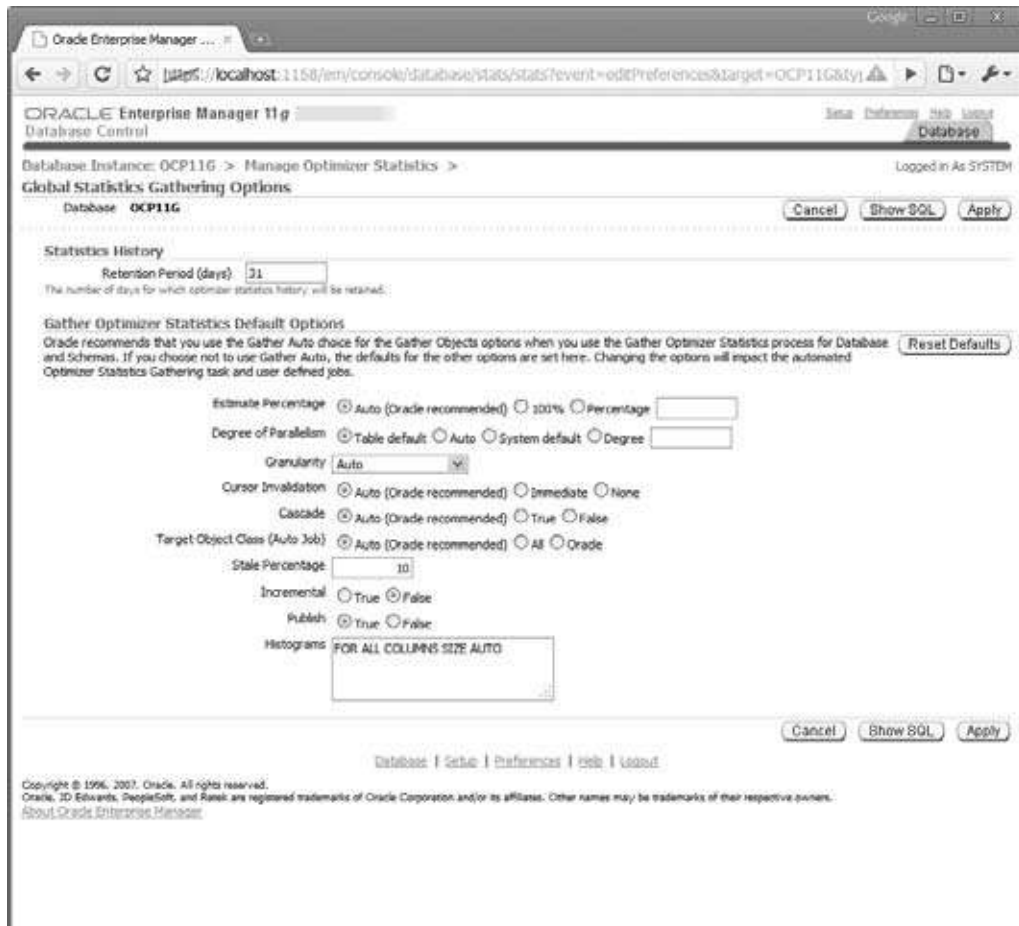 Google
Oracle Enterprise Manager ...
https://localhost:1158/em/console/database/stats/stats?event=editPreferences&target=OCP11G&ty
ORACLE Enterprise Manager 11g
Database Control
Setup Preferences Help Logout
Database
Database Instance: OCP11G > Manage Optimizer Statistics >
Logged in As SYSTEM
Global Statistics Gathering Options
Database OCP11G
Cancel Show SQL Apply
Statistics History
Retention Period (days) 31
The number of days for which optimizer statistics history will be retained.
Gather Optimizer Statistics Default Options
Oracle recommends that you use the Gather Auto choice for the Gather Objects options when you use the Gather Optimizer Statistics process for Database
and Schemas. If you choose not to use Gather Auto, the defaults for the other options are set here. Changing the options will impact the automated
Optimizer Statistics Gathering task and user defined jobs.
Reset Defaults
Estimate Percentage Auto (Oracle recommended) 100% Percentage
Degree of Parallelism Table default Auto System default Degree
Granularity Auto
Cursor Invalidation Auto (Oracle recommended) Immediate None
Cascade Auto (Oracle recommended) True False
Target Object Class (Auto Job) Auto (Oracle recommended) All Oracle
Stale Percentage 10
Incremental True False
Publish True False
Histograms FOR ALL COLUMNS SIZE AUTO
Cancel Show SQL Apply
Database | Setup | Preferences | Help | Logout
Copyright © 1996, 2007, Oracle. All rights reserved.
Oracle, JD Edwards, PeopleSoft, and Retek are registered trademarks of Oracle Corporation and/or its affiliates. Other names may be trademarks of their respective owners.
About Oracle Enterprise Manager